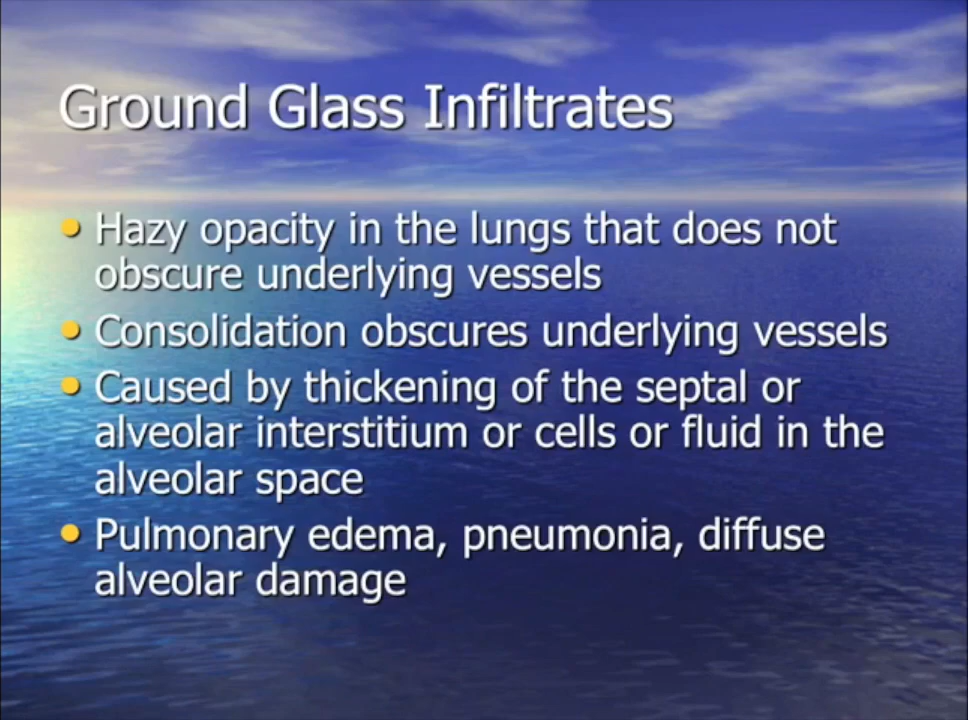 Ground Glass Infiltrates
• Hazy opacity in the lungs that does not
obscure underlying vessels
• Consolidation obscures underlying vessels
• Caused by thickening of the septal or
alveolar interstitium or cells or fluid in the
alveolar space
• Pulmonary edema, pneumonia, diffuse
alveolar damage